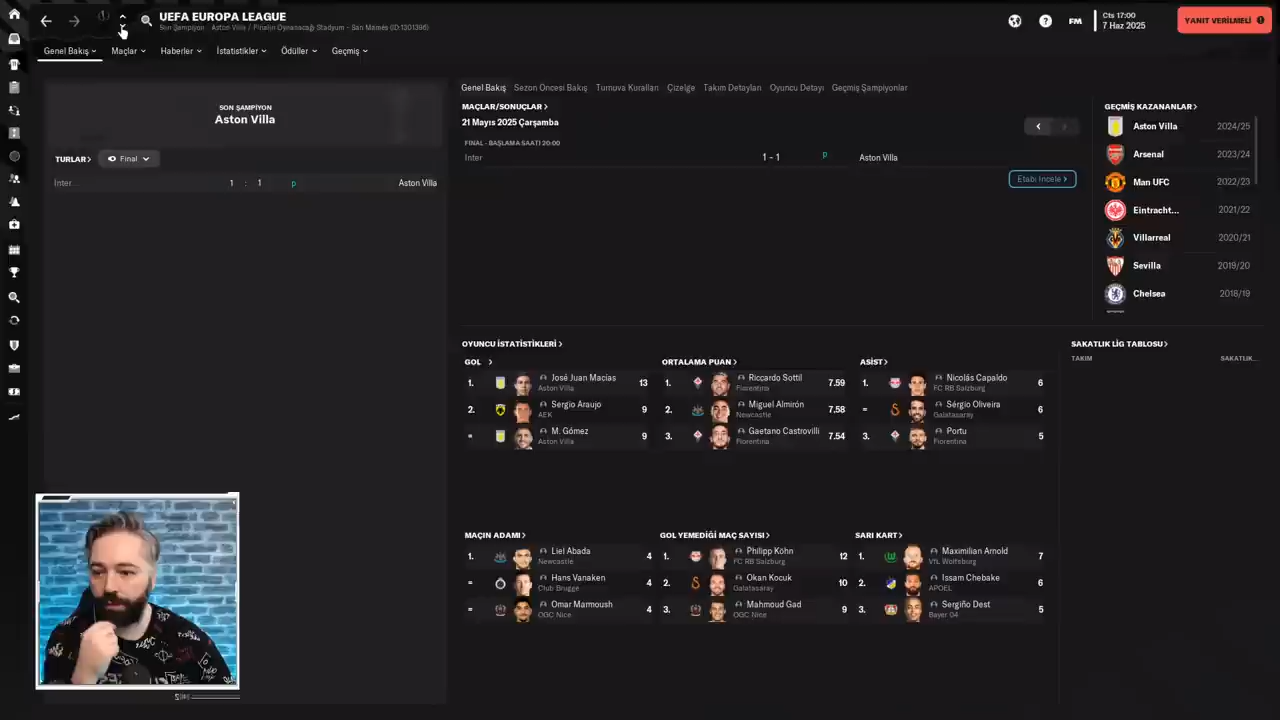 UEFA EUROPA LEAGUE
Son Şampiyon - Aston Villa / Finalin Oynanacağı Stadyum - San Mamés (ID:1301396)
FM
Cts 17:00
7 Haz 2025
YANIT VERİLMELİ
Genel Bakış
Maçlar
Haberler
İstatistikler
Ödüller
Geçmiş
SON ŞAMPİYON
Aston Villa
TURLAR
Final
Inter
1 : 1
p
Aston Villa
Genel Bakış
Sezon Öncesi Bakış
Turnuva Kuralları
Çizelge
Takım Detayları
Oyuncu Detayı
Geçmiş Şampiyonlar
MAÇLAR/SONUÇLAR
21 Mayıs 2025 Çarşamba
FINAL - BAŞLAMA SAATİ 20:00
Inter
1 - 1
p
Aston Villa
Etabı İncele
GEÇMİŞ KAZANANLAR
Aston Villa 2024/25
Arsenal 2023/24
Man UFC 2022/23
Eintracht... 2021/22
Villarreal 2020/21
Sevilla 2019/20
Chelsea 2018/19
OYUNCU İSTATİSTİKLERİ
GOL
1. José Juan Macías 13
Aston Villa
2. Sergio Araujo 9
AEK
= M. Gómez 9
Aston Villa
ORTALAMA PUAN
1. Riccardo Sottil 7.59
Fiorentina
2. Miguel Almirón 7.58
Newcastle
3. Gaetano Castrovilli 7.54
Fiorentina
ASİST
1. Nicolás Capaldo 6
FC RB Salzburg
= Sérgio Oliveira 6
Galatasaray
3. Portu 5
Fiorentina
SAKATLIK LİG TABLOSU
TAKIM
SAKATLIK...
MAÇIN ADAMI
1. Liel Abada 4
Newcastle
= Hans Vanaken 4
Club Brugge
= Omar Marmoush 4
OGC Nice
GOL YEMEDİĞİ MAÇ SAYISI
1. Philipp Köhn 12
FC RB Salzburg
2. Okan Kocuk 10
Galatasaray
3. Mahmoud Gad 9
OGC Nice
SARI KART
1. Maximilian Arnold 7
VfL Wolfsburg
2. Issam Chebake 6
APOEL
3. Sergiño Dest 5
Bayer 04